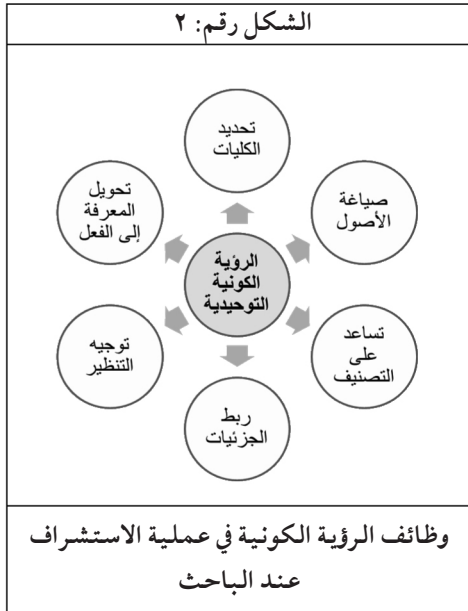 الشكل رقم: ٢
تحديد
الكليات
صياغة
الأصول
تساعد
على
التصنيف
ربط
الجزئيات
توجيه
التنظير
تحويل
المعرفة
إلى الفعل
الرؤية
الكونية
التوحيدية
وظائف الرؤية الكونية في عملية الاستشراف
عند الباحث